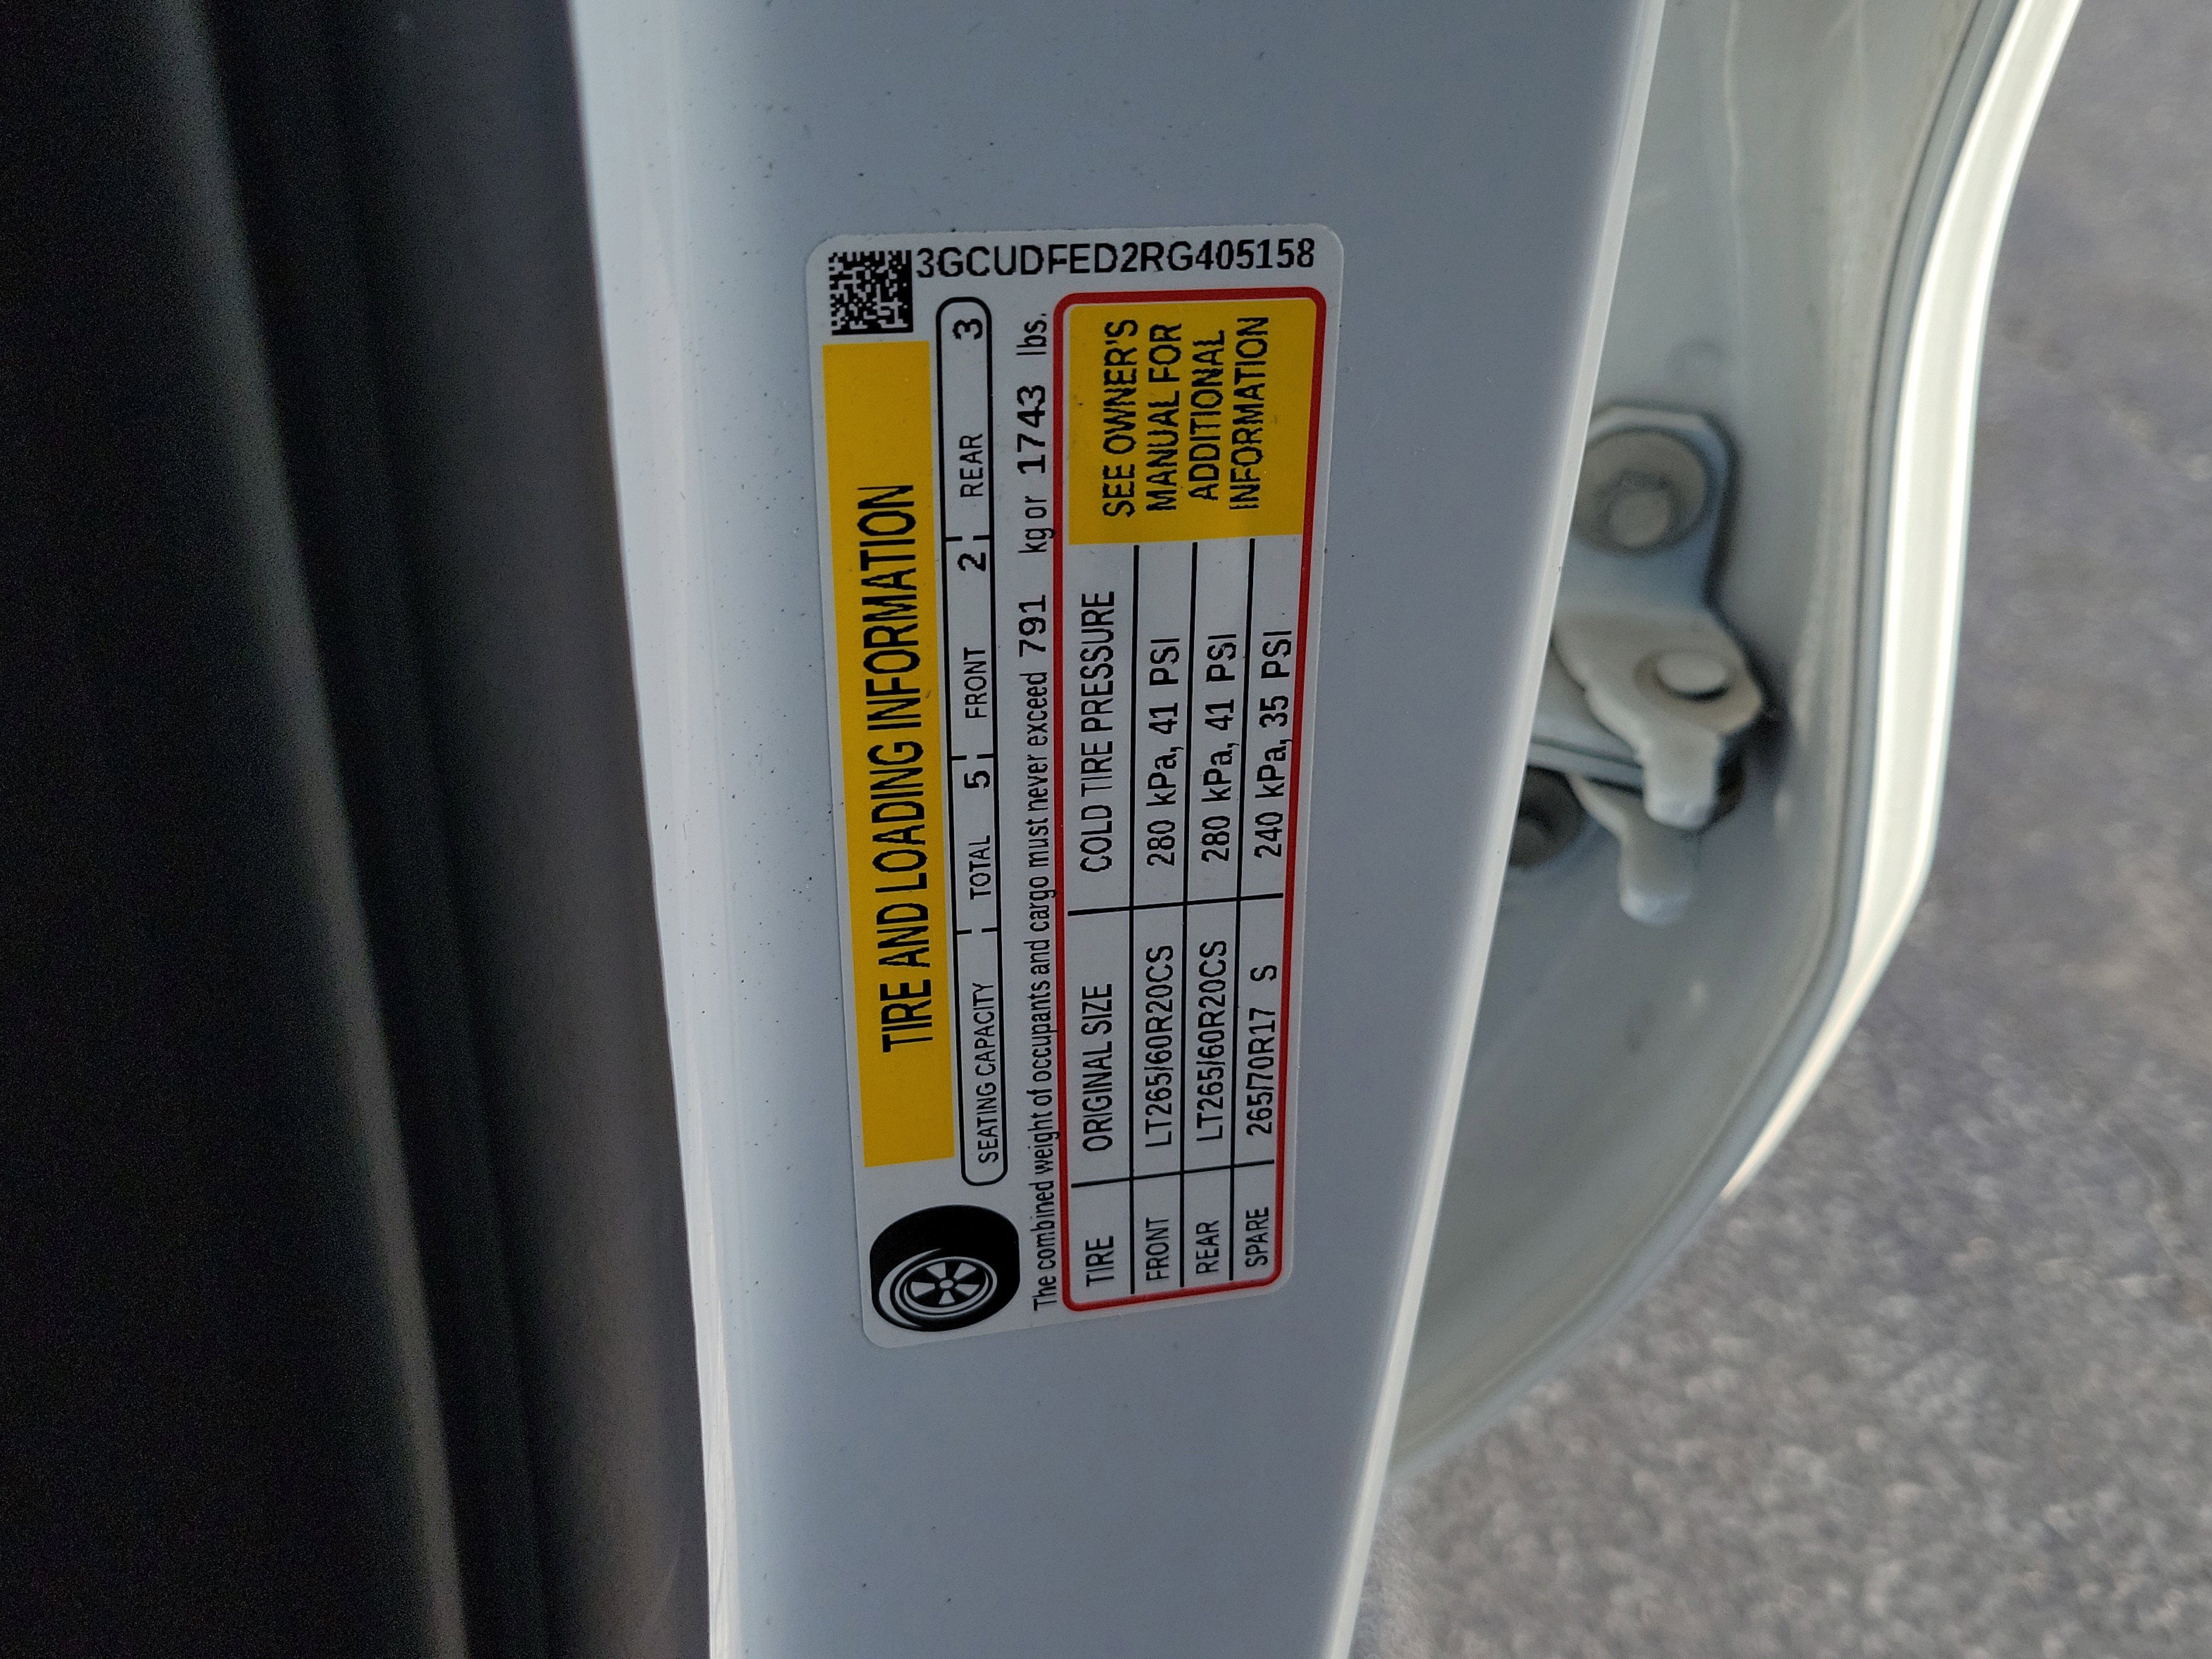 3GCUDFED2RG405158
TIRE AND LOADING INFORMATION
SEATING CAPACITY TOTAL 5 FRONT 2 REAR 3
The combined weight of occupants and cargo must never exceed 791 kg or 1743 lbs.
TIRE ORIGINAL SIZE COLD TIRE PRESSURE
FRONT LT265/60R20CS 280 kPa, 41 PSI
REAR LT265/60R20CS 280 kPa, 41 PSI
SPARE 265/70R17 S 240 kPa, 35 PSI
SEE OWNER'S
MANUAL FOR
ADDITIONAL
INFORMATION